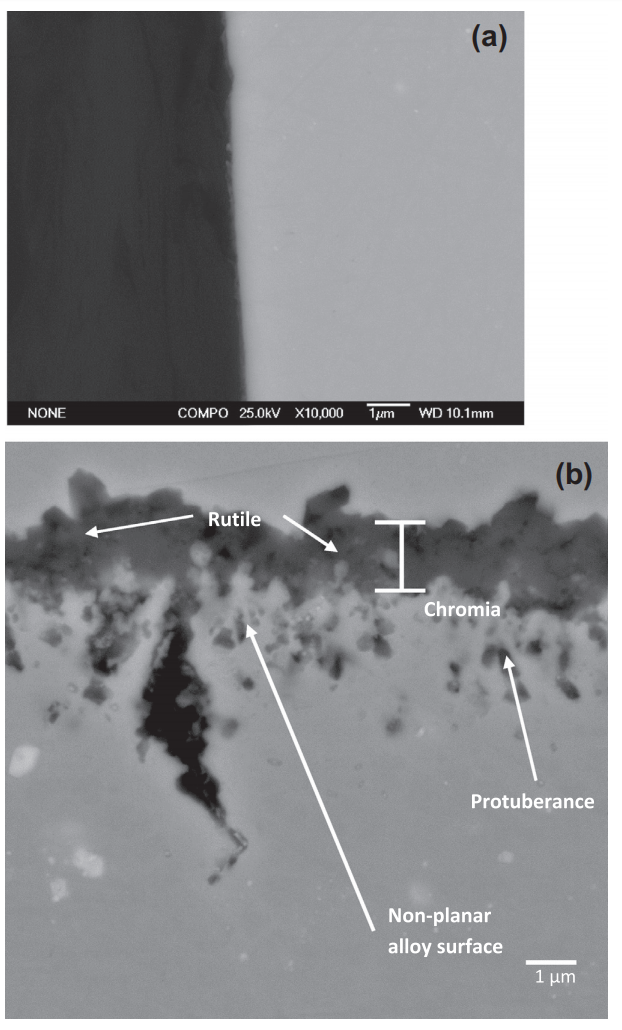 (a)
NONE COMPO 25.0kV X10,000 1µm WD 10.1mm
(b)
Rutile
Chromia
Protuberance
Non-planar
alloy surface
1 µm